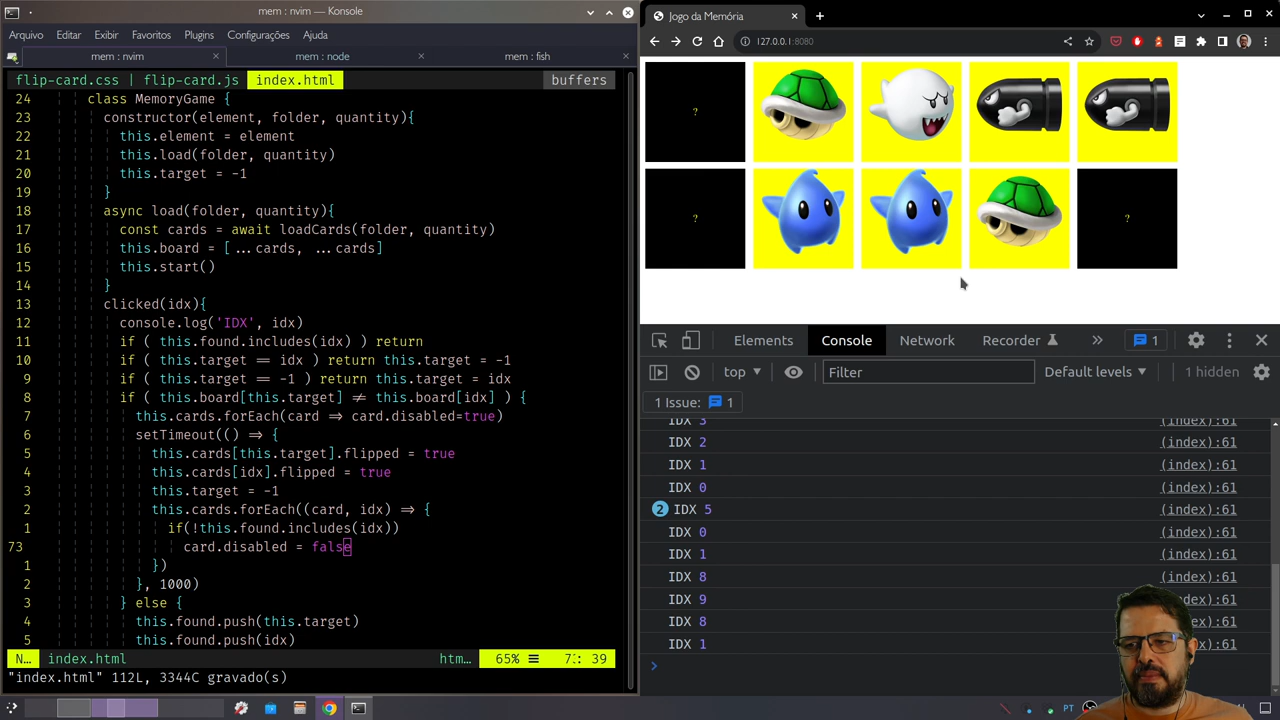 mem : nvim — Konsole
Arquivo Editar Exibir Favoritos Plugins Configurações Ajuda
mem : nvim
mem : node
mem : fish
flip-card.css | flip-card.js index.html buffers
24 class MemoryGame {
23 constructor(element, folder, quantity){
22 this.element = element
21 this.load(folder, quantity)
20 this.target = -1
19 }
18 async load(folder, quantity){
17 const cards = await loadCards(folder, quantity)
16 this.board = [...cards, ...cards]
15 this.start()
14 }
13 clicked(idx){
12 console.log('IDX', idx)
11 if ( this.found.includes(idx) ) return
10 if ( this.target == idx ) return this.target = -1
9 if ( this.target == -1 ) return this.target = idx
8 if ( this.board[this.target] ≠ this.board[idx] ) {
7 this.cards.forEach(card => card.disabled=true)
6 setTimeout(() => {
5 this.cards[this.target].flipped = true
4 this.cards[idx].flipped = true
3 this.target = -1
2 this.cards.forEach((card, idx) => {
1 if(!this.found.includes(idx))
73 card.disabled = false
1 })
2 }, 1000)
3 } else {
4 this.found.push(this.target)
5 this.found.push(idx)
N… index.html htm… 65% ☰ 73: 39
"index.html" 112L, 3344C gravado(s)
Jogo da Memória
127.0.0.1:8080
?
?
?
Elements Console Network Recorder 1
top Filter Default levels 1 hidden
1 Issue: 1
IDX 3 (index):61
IDX 2 (index):61
IDX 1 (index):61
IDX 0 (index):61
2 IDX 5 (index):61
IDX 0 (index):61
IDX 1 (index):61
IDX 8 (index):61
IDX 9 (index):61
IDX 8 (index):61
IDX 1 (index):61
PT